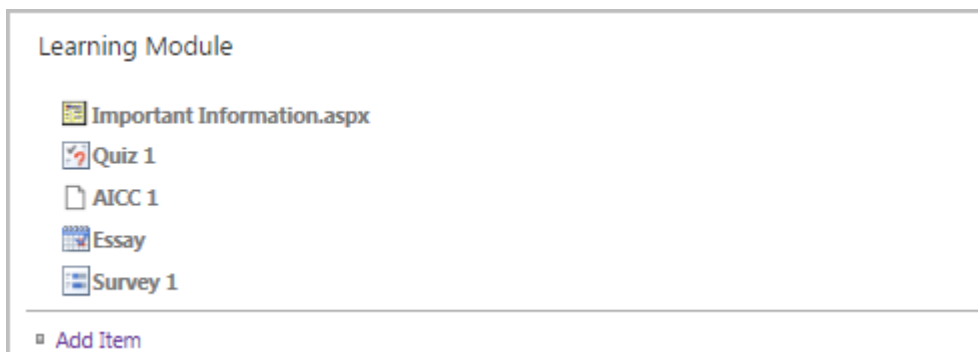 Learning Module
Important Information.aspx
Quiz 1
AICC 1
Essay
Survey 1
Add Item